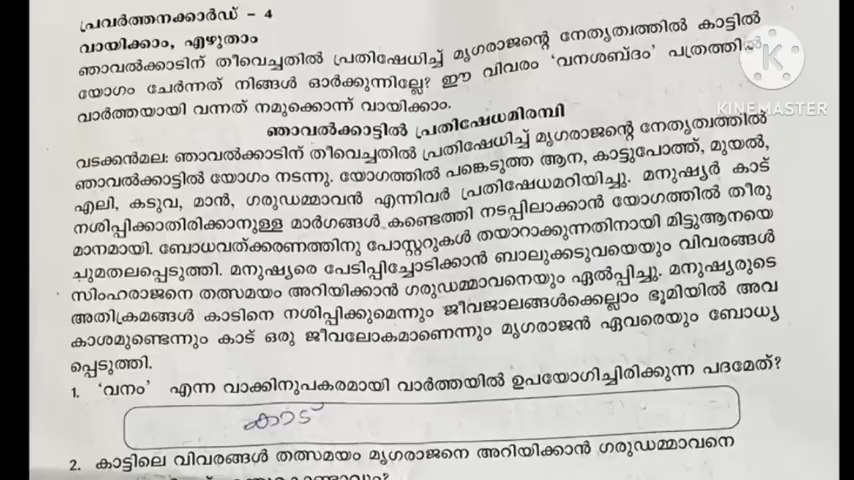 പ്രവർത്തനക്കാർഡ് - 4
വായിക്കാം, എഴുതാം
ഞാവൽക്കാടിന് തീവെച്ചതിൽ പ്രതിഷേധിച്ച് മൃഗരാജന്റെ നേതൃത്വത്തിൽ കാട്ടിൽ
യോഗം ചേർന്നത് നിങ്ങൾ ഓർക്കുന്നില്ലേ? ഈ വിവരം 'വനശബ്ദം' പത്രത്തിൽ
വാർത്തയായി വന്നത് നമുക്കൊന്ന് വായിക്കാം.
KINEMASTER
ഞാവൽക്കാട്ടിൽ പ്രതിഷേധമിരമ്പി
വടക്കൻമല: ഞാവൽക്കാടിന് തീവെച്ചതിൽ പ്രതിഷേധിച്ച് മൃഗരാജന്റെ നേതൃത്വത്തിൽ
ഞാവൽക്കാട്ടിൽ യോഗം നടന്നു. യോഗത്തിൽ പങ്കെടുത്ത ആന, കാട്ടുപോത്ത്, മുയൽ,
എലി, കടുവ, മാൻ, ഗരുഡമ്മാവൻ എന്നിവർ പ്രതിഷേധമറിയിച്ചു. മനുഷ്യർ കാട്
നശിപ്പിക്കാതിരിക്കാനുള്ള മാർഗങ്ങൾ കണ്ടെത്തി നടപ്പിലാക്കാൻ യോഗത്തിൽ തീരു
മാനമായി. ബോധവത്ക്കരണത്തിനു പോസ്റ്ററുകൾ തയാറാക്കുന്നതിനായി മിട്ടുആനയെ
ചുമതലപ്പെടുത്തി. മനുഷ്യരെ പേടിപ്പിച്ചോടിക്കാൻ ബാലുക്കടുവയെയും വിവരങ്ങൾ
സിംഹരാജനെ തത്സമയം അറിയിക്കാൻ ഗരുഡമ്മാവനെയും ഏൽപ്പിച്ചു. മനുഷ്യരുടെ
അതിക്രമങ്ങൾ കാടിനെ നശിപ്പിക്കുമെന്നും ജീവജാലങ്ങൾക്കെല്ലാം ഭൂമിയിൽ അവ
കാശമുണ്ടെന്നും കാട് ഒരു ജീവലോകമാണെന്നും മൃഗരാജൻ ഏവരെയും ബോധ്യ
പ്പെടുത്തി.
1. 'വനം' എന്ന വാക്കിനുപകരമായി വാർത്തയിൽ ഉപയോഗിച്ചിരിക്കുന്ന പദമേത്?
കാട്
2. കാട്ടിലെ വിവരങ്ങൾ തത്സമയം മൃഗരാജനെ അറിയിക്കാൻ ഗരുഡമ്മാവനെ